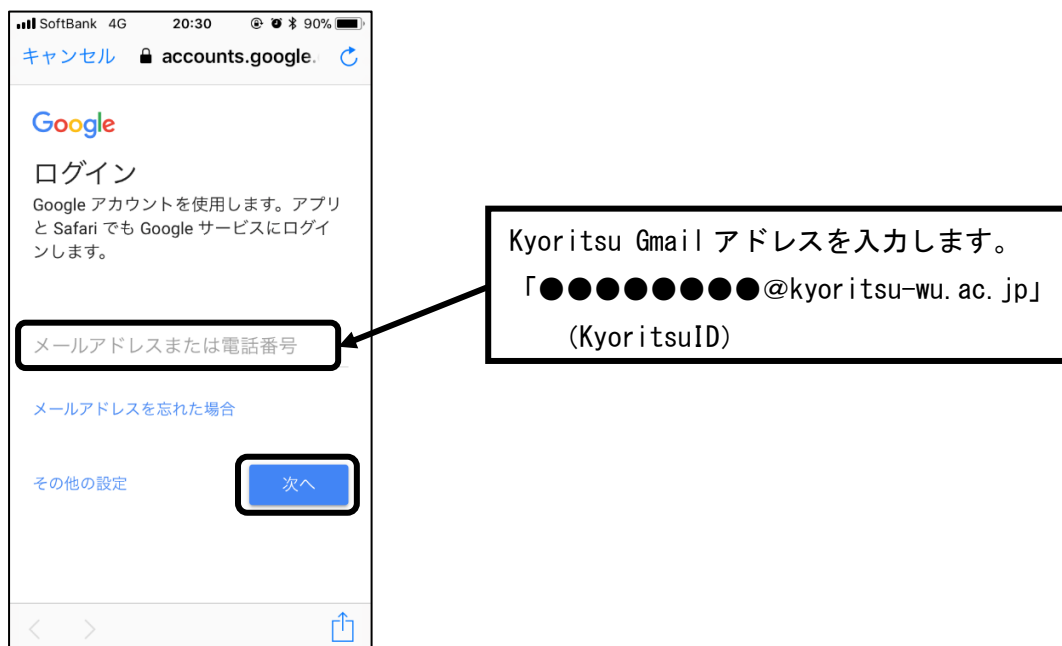 SoftBank 4G 20:30 90%
キャンセル accounts.google.
Google
ログイン
Google アカウントを使用します。アプリ
と Safari でも Google サービスにログイ
ンします。
メールアドレスまたは電話番号
メールアドレスを忘れた場合
その他の設定 次へ
Kyoritsu Gmail アドレスを入力します。
「●●●●●●●●@kyoritsu-wu.ac.jp」
(KyoritsuID)